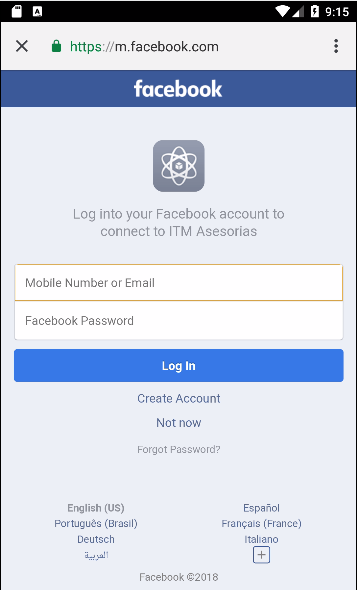 9:15
https://m.facebook.com
facebook
Log into your Facebook account to
connect to ITM Asesorias
Mobile Number or Email
Facebook Password
Log In
Create Account
Not now
Forgot Password?
English (US)
Español
Português (Brasil)
Français (France)
Deutsch
Italiano
العربية
Facebook ©2018